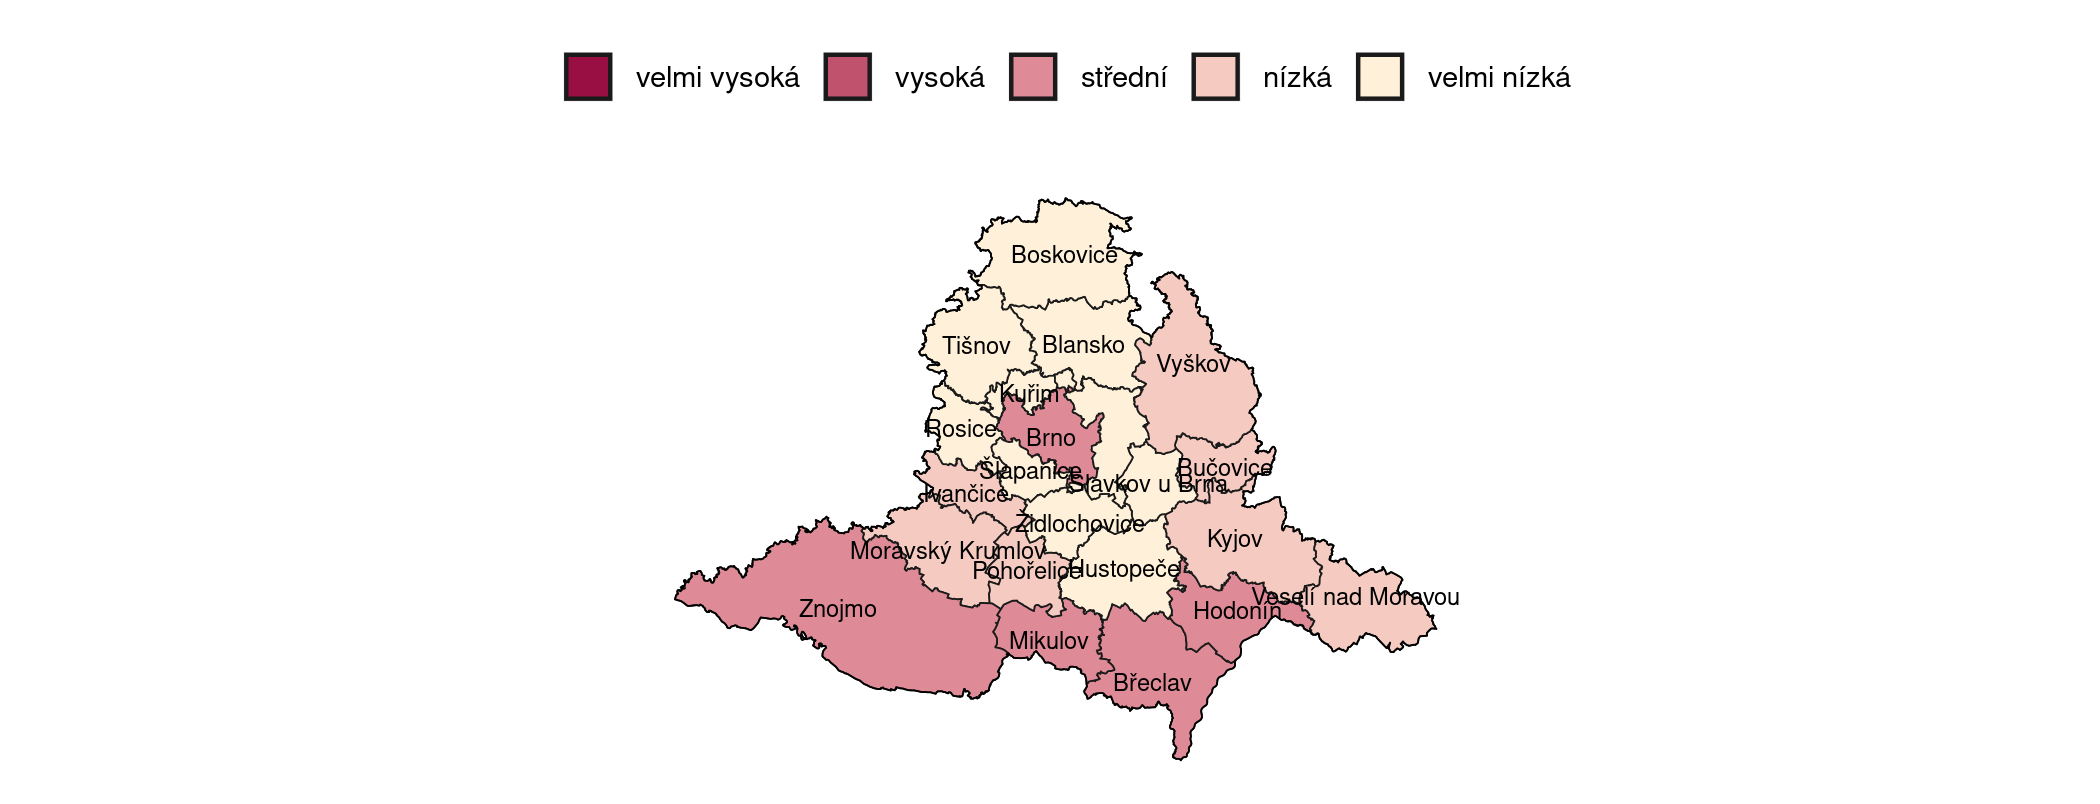 velmi vysoká vysoká střední nízká velmi nízká
Boskovice
Tišnov
Blansko
Vyškov
Kuřim
Rosice
Brno
Šlapanice
Bučovice
Slavkov u Brna
Ivančice
Židlochovice
Kyjov
Moravský Krumlov
Pohořelice
Hustopeče
Veselí nad Moravou
Znojmo
Hodonín
Mikulov
Břeclav